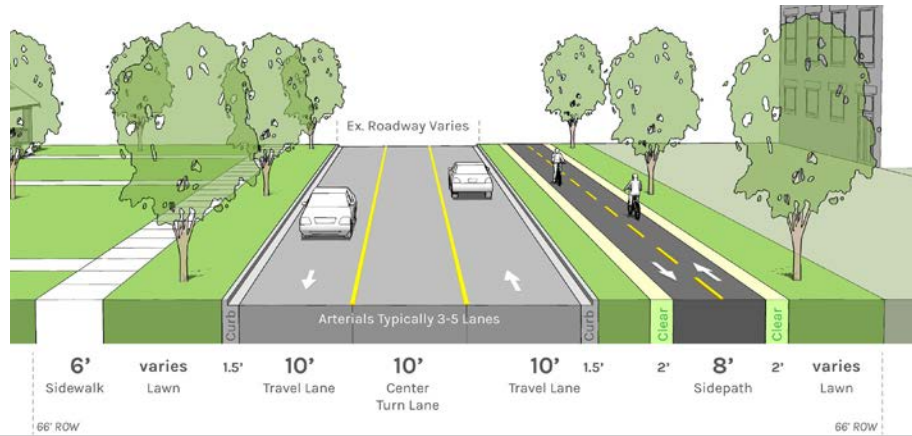 Ex. Roadway Varies
Arterials Typically 3-5 Lanes
Curb
Curb
Clear
Clear
6’ varies 1.5’ 10’ 10’ 10’ 1.5’ 2’ 8’ 2’ varies
Sidewalk Lawn Travel Lane Center Travel Lane Sidepath Lawn
Turn Lane
66' ROW 66' ROW